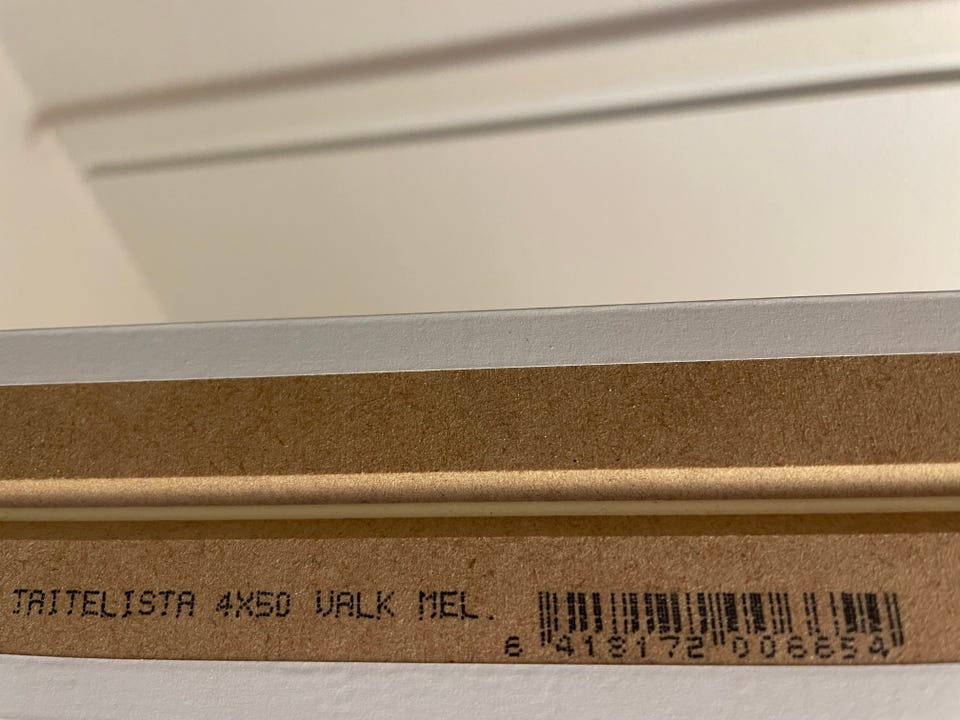 TAITELISTA 4X50 VALK MEL.
6 418172 006654